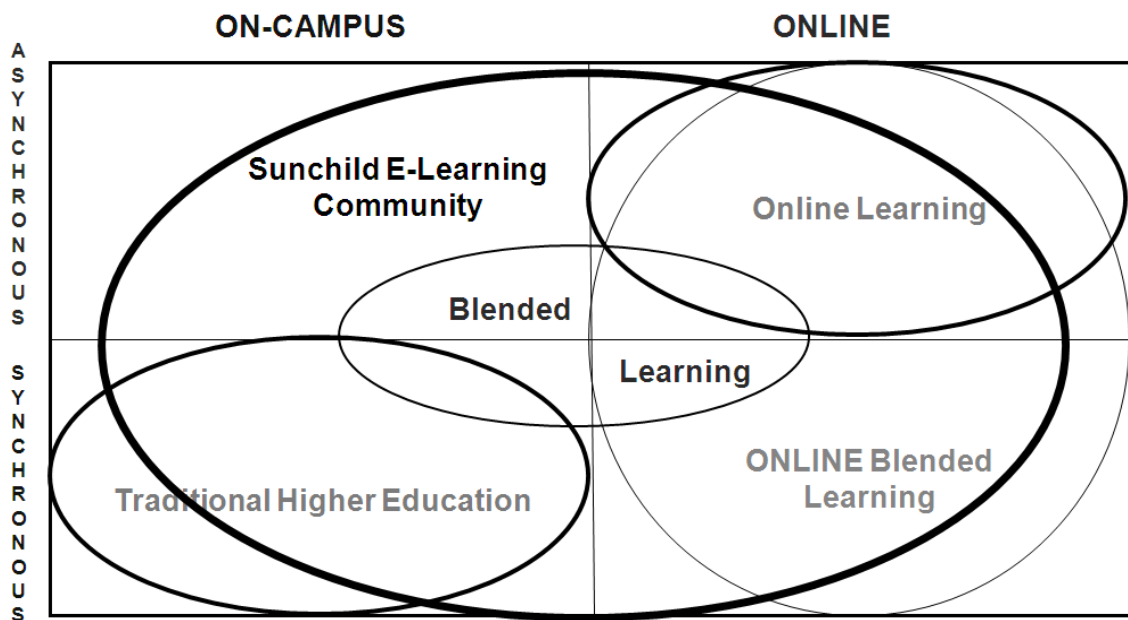 ON-CAMPUS
ONLINE
ASYNCHRONOUS
SYNCHRONOUS
Sunchild E-Learning
Community
Online Learning
Blended
Learning
ONLINE Blended
Learning
Traditional Higher Education